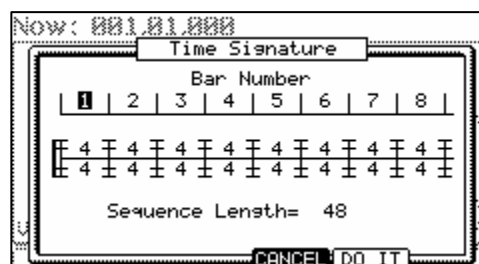 Now: 001,01,000
Time Signature
Bar Number
1 | 2 | 3 | 4 | 5 | 6 | 7 | 8
4 4 4 4 4 4 4 4
4 4 4 4 4 4 4 4
Sequence Length= 48
CANCEL DO IT